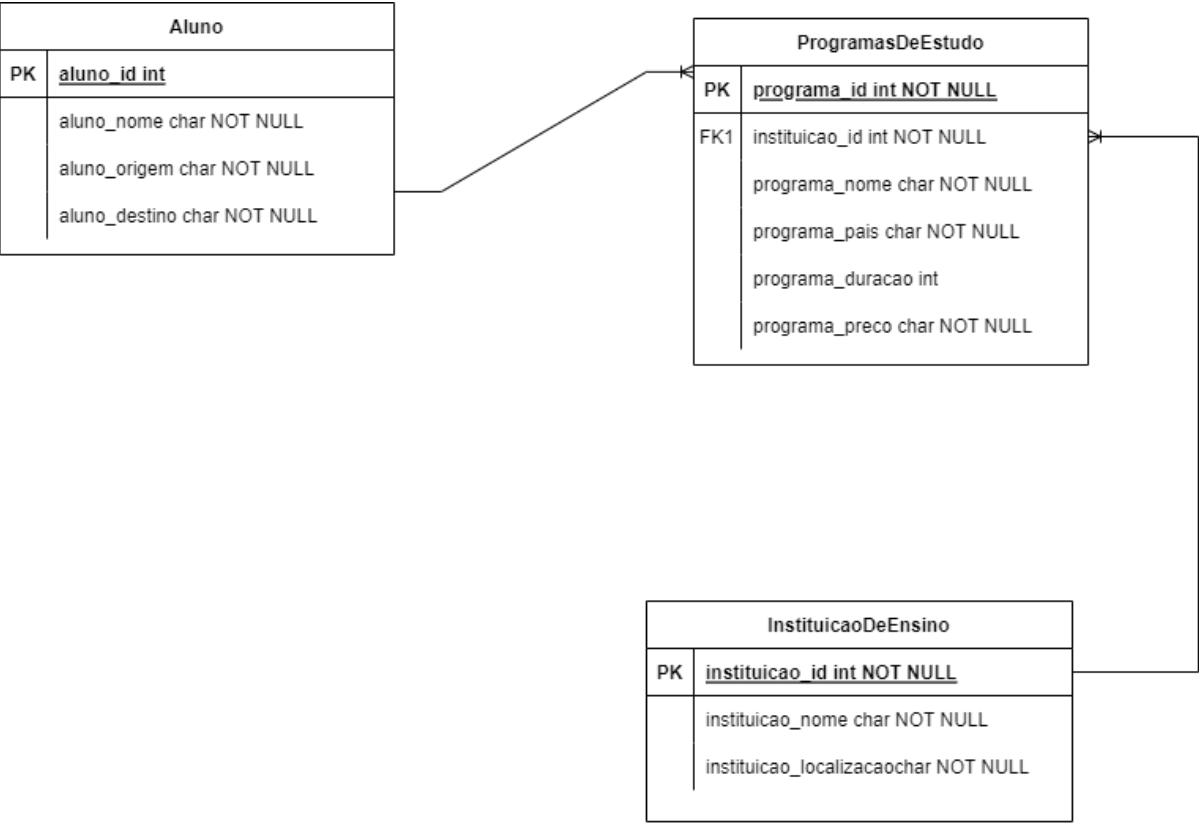 Aluno
PK aluno_id int
aluno_nome char NOT NULL
aluno_origem char NOT NULL
aluno_destino char NOT NULL
ProgramasDeEstudo
PK programa_id int NOT NULL
FK1 instituicao_id int NOT NULL
programa_nome char NOT NULL
programa_pais char NOT NULL
programa_duracao int
programa_preco char NOT NULL
InstituicaoDeEnsino
PK instituicao_id int NOT NULL
instituicao_nome char NOT NULL
instituicao_localizacaochar NOT NULL